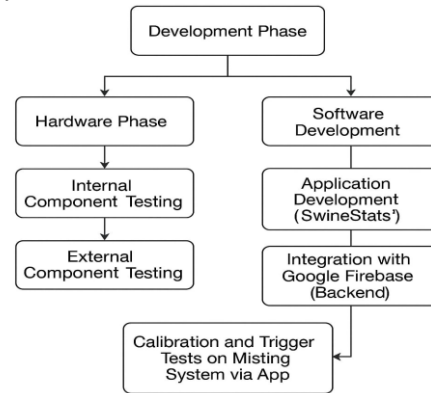 Development Phase
Hardware Phase
Internal
Component Testing
External
Component Testing
Software
Development
Application
Development
(SwineStats')
Integration with
Google Firebase
(Backend)
Calibration and Trigger
Tests on Misting
System via App